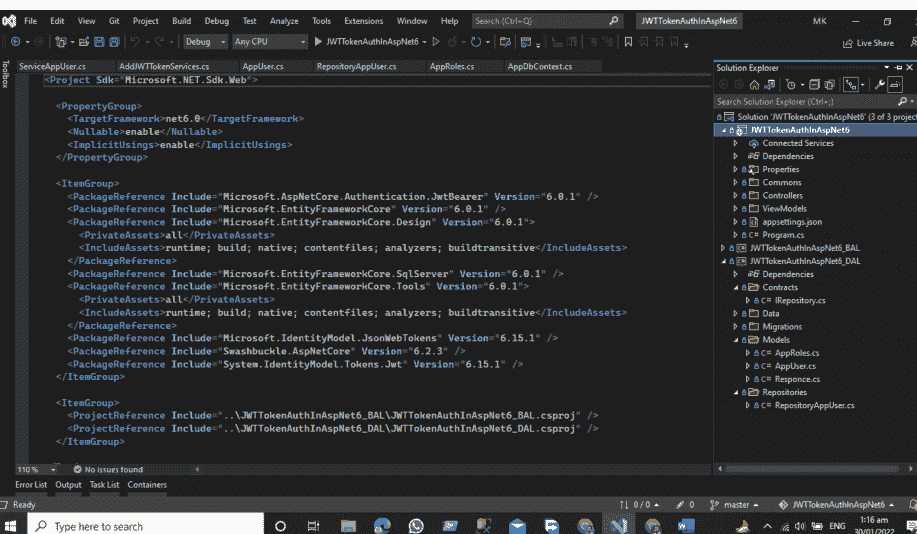 File Edit View Git Project Build Debug Test Analyze Tools Extensions Window Help Search (Ctrl+Q) JWTTokenAuthInAspNet6 MK
Debug Any CPU JWTTokenAuthInAspNet6 Live Share
Toolbox
ServiceAppUser.cs AddJWTTokenServices.cs AppUser.cs RepositoryAppUser.cs AppRoles.cs AppDbContext.cs
<Project Sdk="Microsoft.NET.Sdk.Web">
<PropertyGroup>
<TargetFramework>net6.0</TargetFramework>
<Nullable>enable</Nullable>
<ImplicitUsings>enable</ImplicitUsings>
</PropertyGroup>
<ItemGroup>
<PackageReference Include="Microsoft.AspNetCore.Authentication.JwtBearer" Version="6.0.1" />
<PackageReference Include="Microsoft.EntityFrameworkCore" Version="6.0.1" />
<PackageReference Include="Microsoft.EntityFrameworkCore.Design" Version="6.0.1">
<PrivateAssets>all</PrivateAssets>
<IncludeAssets>runtime; build; native; contentfiles; analyzers; buildtransitive</IncludeAssets>
</PackageReference>
<PackageReference Include="Microsoft.EntityFrameworkCore.SqlServer" Version="6.0.1" />
<PackageReference Include="Microsoft.EntityFrameworkCore.Tools" Version="6.0.1">
<PrivateAssets>all</PrivateAssets>
<IncludeAssets>runtime; build; native; contentfiles; analyzers; buildtransitive</IncludeAssets>
</PackageReference>
<PackageReference Include="Microsoft.IdentityModel.JsonWebTokens" Version="6.15.1" />
<PackageReference Include="Swashbuckle.AspNetCore" Version="6.2.3" />
<PackageReference Include="System.IdentityModel.Tokens.Jwt" Version="6.15.1" />
</ItemGroup>
<ItemGroup>
<ProjectReference Include="..\JWTTokenAuthInAspNet6_BAL\JWTTokenAuthInAspNet6_BAL.csproj" />
<ProjectReference Include="..\JWTTokenAuthInAspNet6_DAL\JWTTokenAuthInAspNet6_DAL.csproj" />
</ItemGroup>
110 % No issues found
Solution Explorer
Search Solution Explorer (Ctrl+;)
Solution 'JWTTokenAuthInAspNet6' (3 of 3 project
JWTTokenAuthInAspNet6
Connected Services
Dependencies
Properties
Commons
Controllers
ViewModels
appsettings.json
C# Program.cs
C# JWTTokenAuthInAspNet6_BAL
C# JWTTokenAuthInAspNet6_DAL
Dependencies
Contracts
C# IRepository.cs
Data
Migrations
Models
C# AppRoles.cs
C# AppUser.cs
C# Responce.cs
Repositories
C# RepositoryAppUser.cs
Error List Output Task List Containers
Ready 0 / 0 0 master JWTTokenAuthInAspNet6
Type here to search ENG 1:16 am
30/01/2022